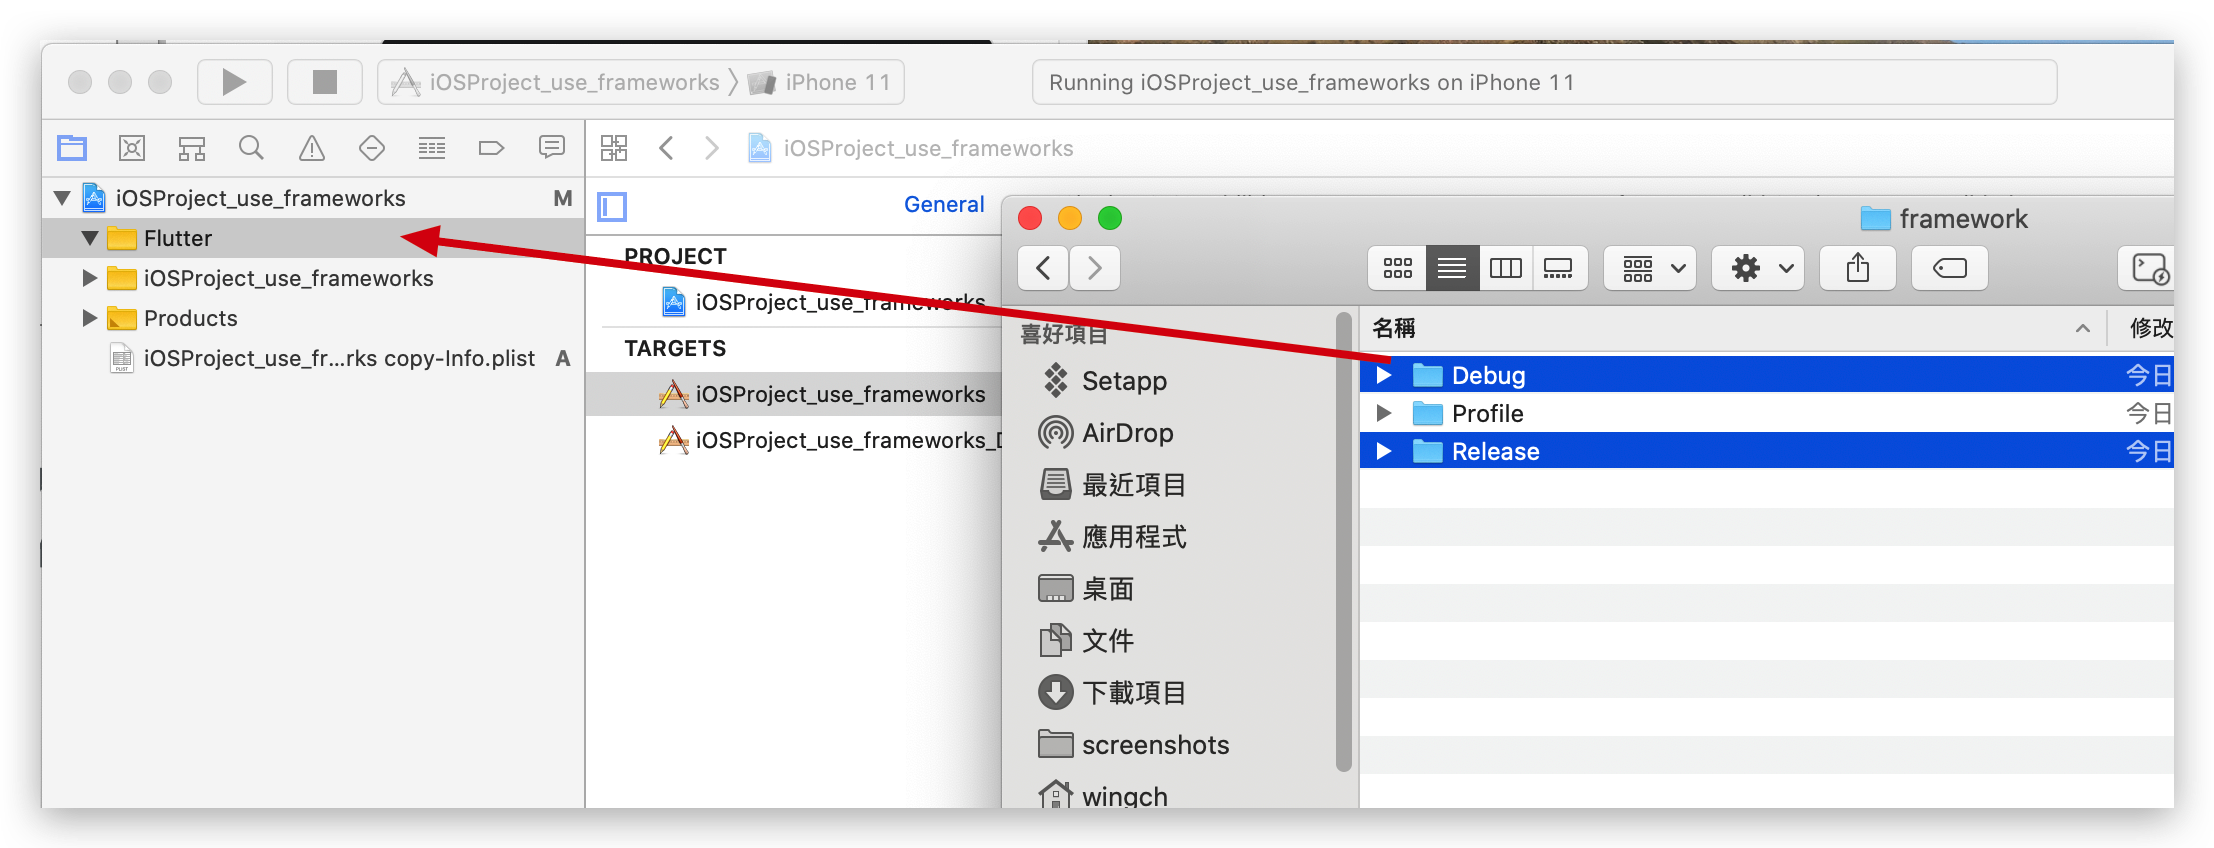 iOSProject_use_frameworks 〉 iPhone 11
Running iOSProject_use_frameworks on iPhone 11
iOSProject_use_frameworks
iOSProject_use_frameworks M
Flutter
iOSProject_use_frameworks
Products
iOSProject_use_fr...rks copy-Info.plist A
General
PROJECT
iOSProject_use_frameworks
TARGETS
iOSProject_use_frameworks
iOSProject_use_frameworks_
framework
喜好項目
Setapp
AirDrop
最近項目
應用程式
桌面
文件
下載項目
screenshots
wingch
名稱 修改
Debug 今日
Profile 今日
Release 今日